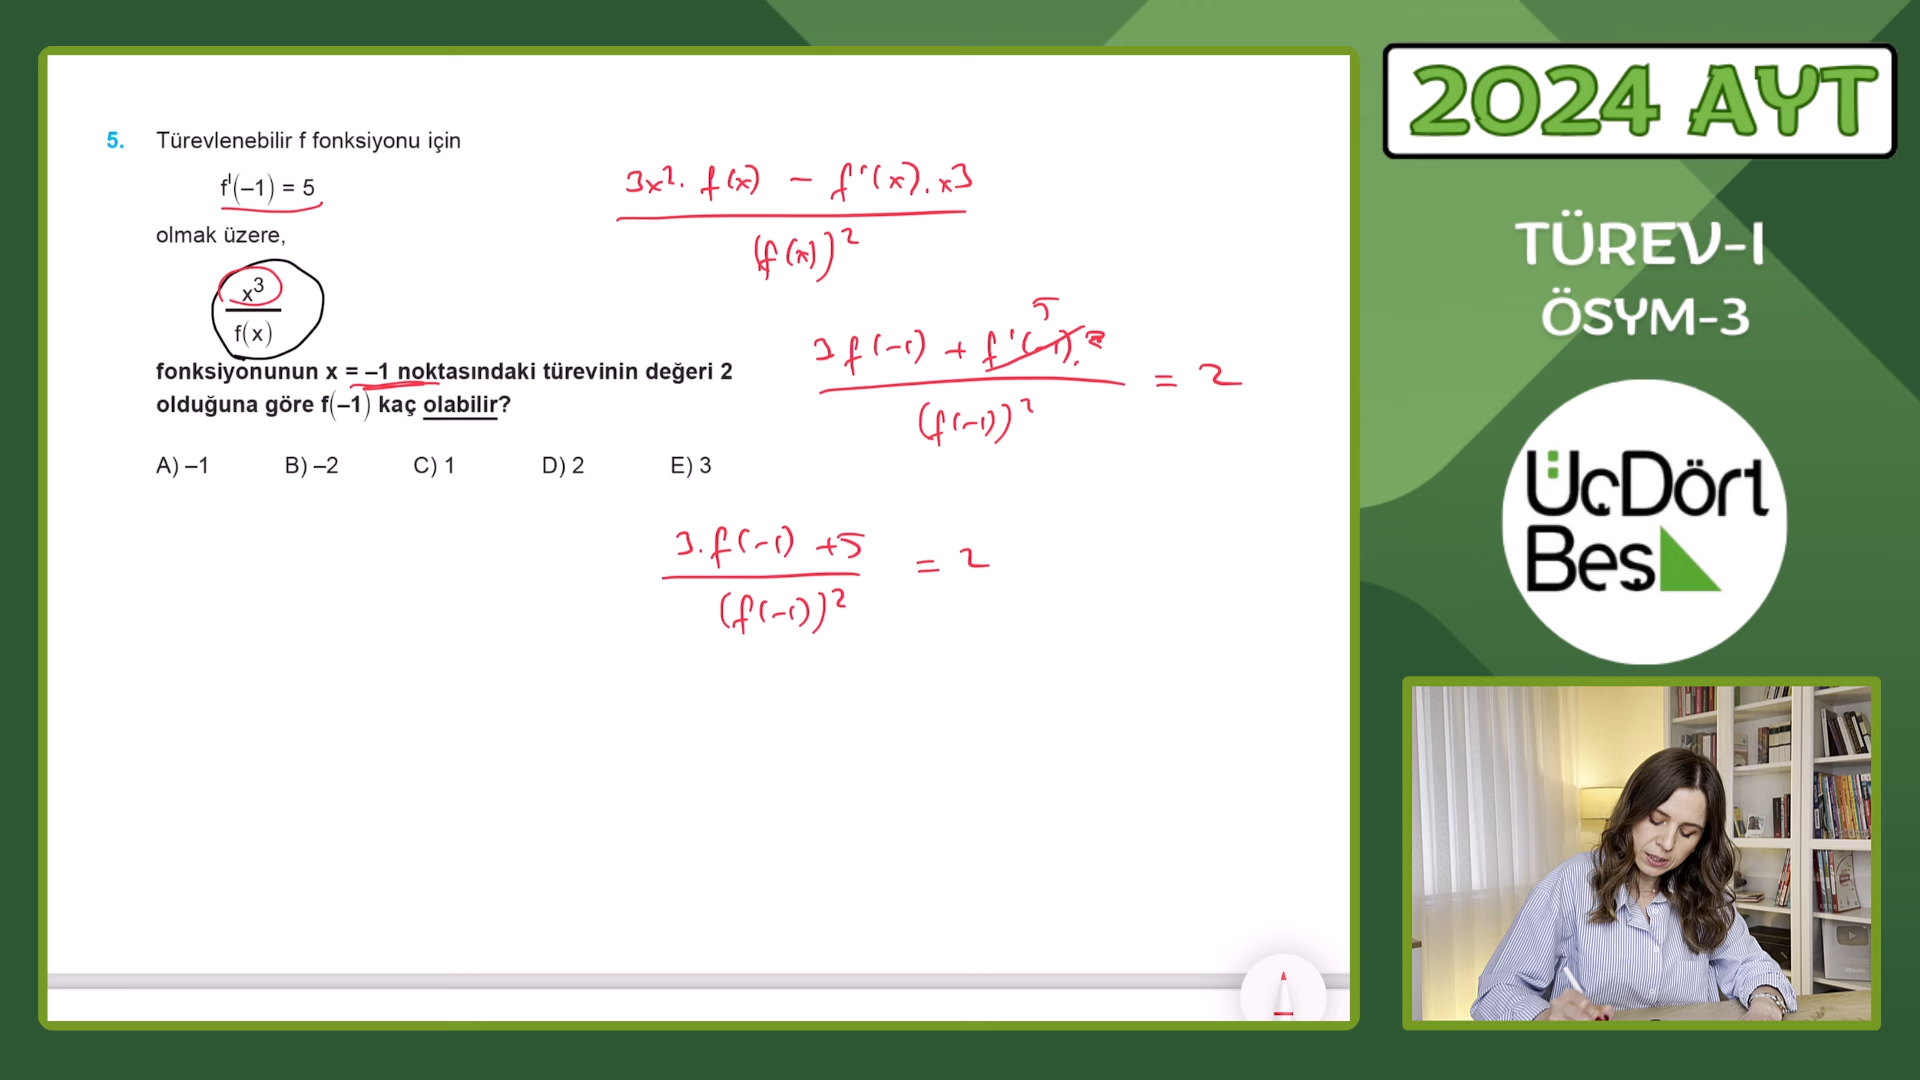 5. Türevlenebilir f fonksiyonu için
f'(–1) = 5
olmak üzere,
x³
f(x)
fonksiyonunun x = –1 noktasındaki türevinin değeri 2
olduğuna göre f(–1) kaç olabilir?
A) –1 B) –2 C) 1 D) 2 E) 3
3x². f(x) – f'(x). x3
(f(x))²
5
3f(-1) + f'(-1).
= 2
(f(-1))²
3.f(-1) +5
= 2
(f(-1))²
2024 AYT
TÜREV-I
ÖSYM-3
ÜçDört
Beş